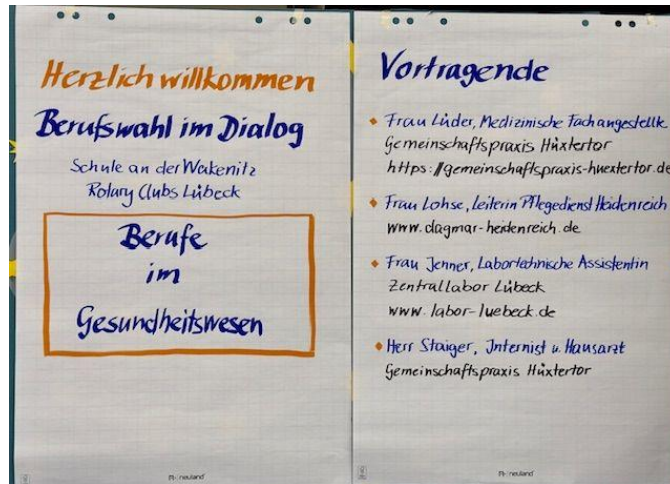 Herzlich willkommen
Berufswahl im Dialog
Schule an der Wakenitz
Rotary Clubs Lübeck
Berufe
im
Gesundheitswesen
neuland
Vortragende
Frau Lüder, Medizinische Fachangestellte
Gemeinschaftspraxis Hüxtertor
https://gemeinschaftspraxis-huextertor.de
Frau Lohse, Leiterin Pflegedienst Heidenreich
www.dagmar-heidenreich.de
Frau Jenner, Labortechnische Assistentin
Zentrallabor Lübeck
www.labor-luebeck.de
Herr Staiger, Internist u. Hausarzt
Gemeinschaftspraxis Hüxtertor
neuland